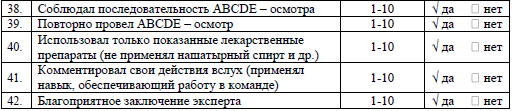 38. Соблюдал последовательность ABCDE – осмотра 1-10 √ да □ нет
39. Повторно провел ABCDE – осмотр 1-10 √ да □ нет
40. Использовал только показанные лекарственные
препараты (не применял нашатырный спирт и др.) 1-10 √ да □ нет
41. Комментировал свои действия вслух (применял
навык, обеспечивающий работу в команде) 1-10 √ да □ нет
42. Благоприятное заключение эксперта 1-10 √ да □ нет